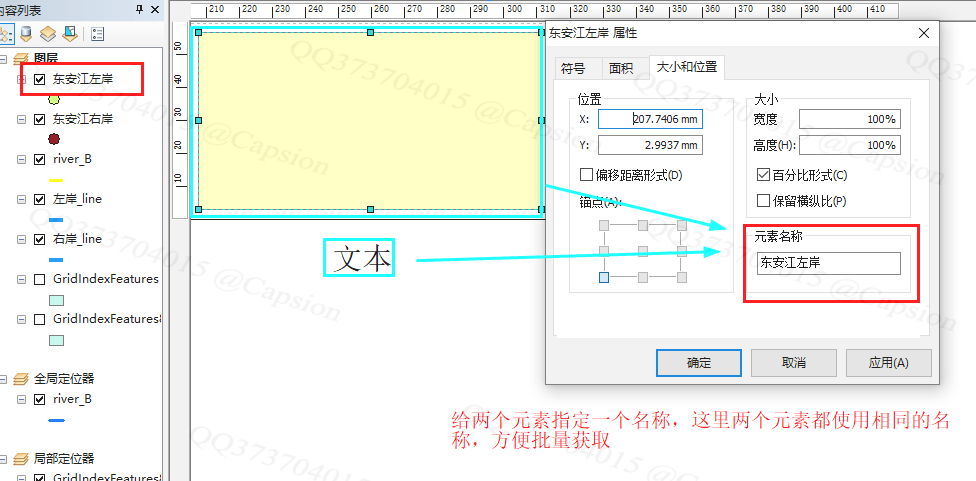 内容列表
图层
东安江左岸
东安江右岸
river_B
左岸_line
右岸_line
GridIndexFeatures
GridIndexFeatures
全局定位器
river_B
局部定位器
GridIndexFeatures
210 220 230 240 250 260 270 280 290 300 310
320 330 340 350 360 370 380 390 400 410
50
40
30
20
10
文本
东安江左岸 属性
符号 面积 大小和位置
位置
X: 207.7406 mm
Y: 2.9937 mm
偏移距离形式(D)
锚点(A):
大小
宽度 100%
高度(H): 100%
百分比形式(C)
保留横纵比(P)
元素名称
东安江左岸
确定 取消 应用(A)
给两个元素指定一个名称，这里两个元素都使用相同的名
称，方便批量获取
QQ373704015 @Capsion